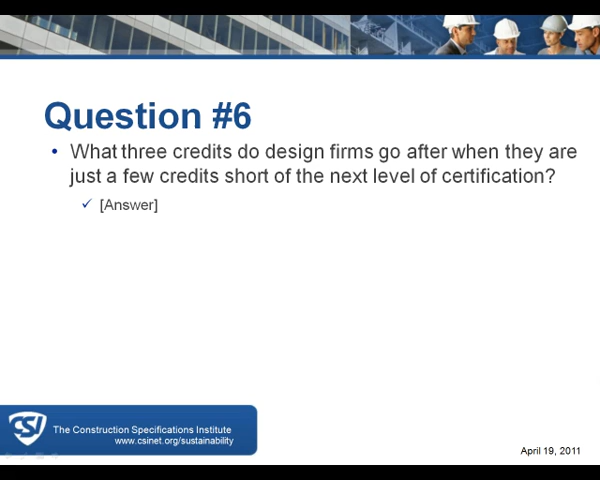 Question #6
• What three credits do design firms go after when they are
just a few credits short of the next level of certification?
✓ [Answer]
CSI
The Construction Specifications Institute
www.csinet.org/sustainability
April 19, 2011